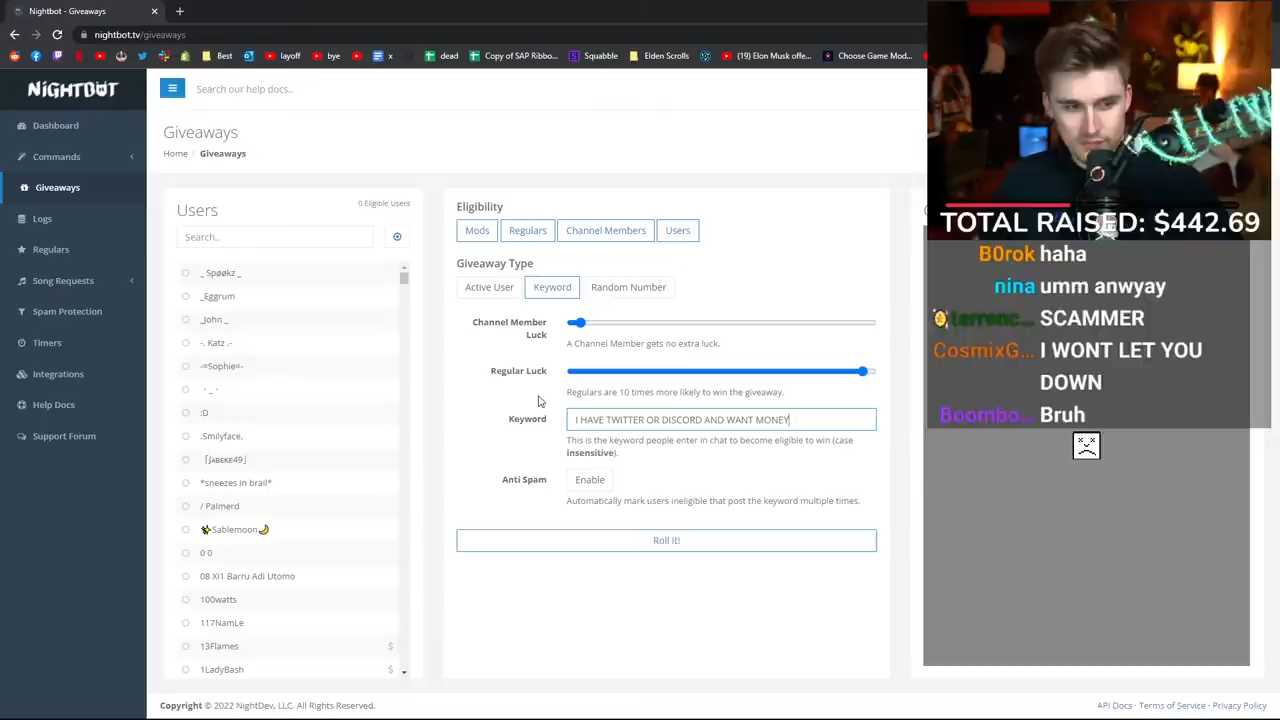 Nightbot - Giveaways
nightbot.tv/giveaways
Best
layoff
bye
x
dead
Copy of SAP Ribbo...
Squabble
Elden Scrolls
(19) Elon Musk offe...
Choose Game Mod...
NIGHTBOT
Search our help docs..
Dashboard
Commands
Giveaways
Logs
Regulars
Song Requests
Spam Protection
Timers
Integrations
Help Docs
Support Forum
Giveaways
Home / Giveaways
Users
0 Eligible Users
Search..
_ Spøøkz _
_Eggrum
_John _
-. Katz .-
-=Sophie=-
:D
.Smilyface.
「JABEKE49」
*sneezes in brail*
/ Palmerd
Sablemoon
0 0
08 XI1 Barru Adi Utomo
100watts
117NamLe
13Flames $
1LadyBash $
Eligibility
Mods Regulars Channel Members Users
Giveaway Type
Active User Keyword Random Number
Channel Member Luck
A Channel Member gets no extra luck.
Regular Luck
Regulars are 10 times more likely to win the giveaway.
Keyword
I HAVE TWITTER OR DISCORD AND WANT MONEY
This is the keyword people enter in chat to become eligible to win (case
insensitive).
Anti Spam
Enable
Automatically mark users ineligible that post the keyword multiple times.
Roll It!
TOTAL RAISED: $442.69
B0rok haha
nina umm anwyay
terronc... SCAMMER
CosmixG... I WONT LET YOU
DOWN
Boombo... Bruh
Copyright © 2022 NightDev, LLC. All Rights Reserved.
API Docs · Terms of Service · Privacy Policy